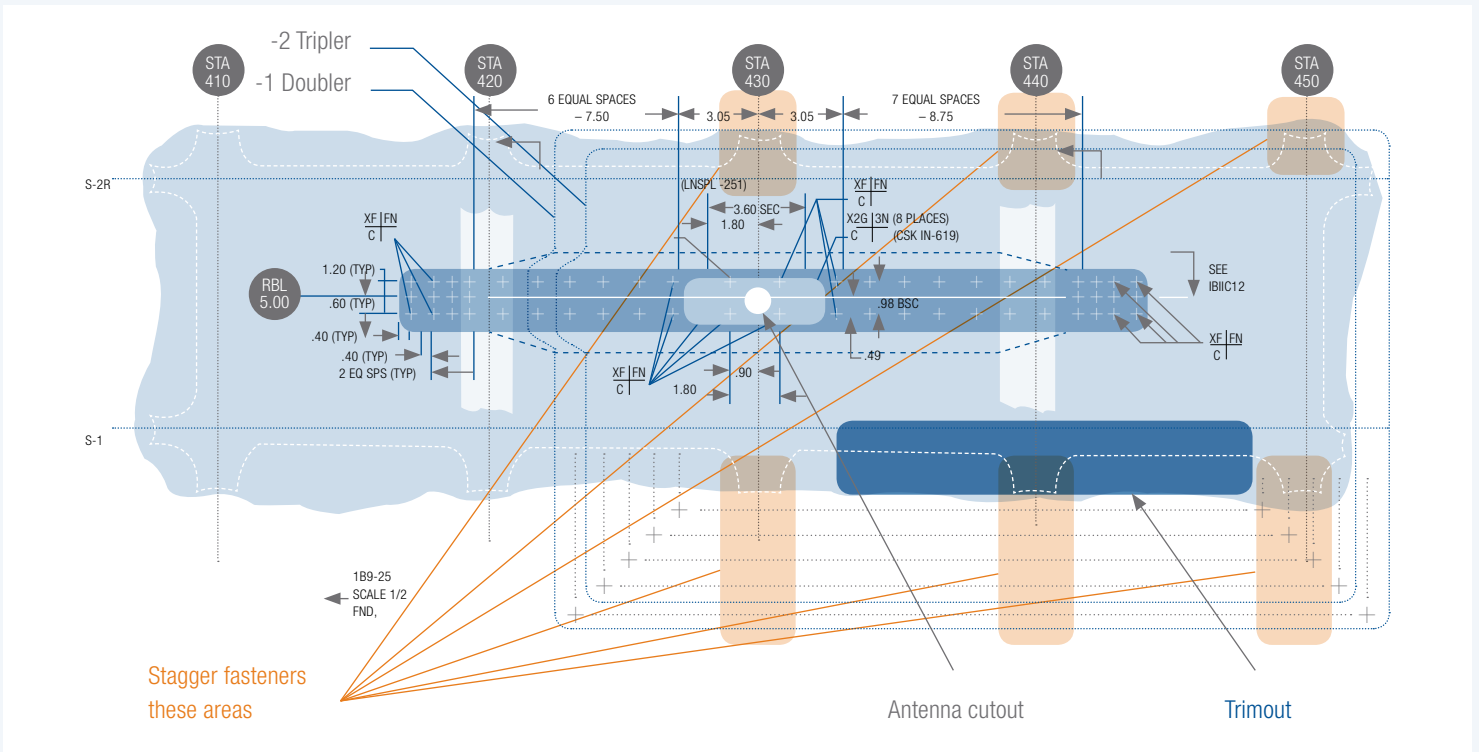 -2 Tripler
-1 Doubler
STA
410
STA
420
STA
430
STA
440
STA
450
6 EQUAL SPACES
– 7.50
3.05
3.05
7 EQUAL SPACES
– 8.75
S-2R
(LNSPL -251)
3.60 SEC
1.80
XF FN
C
X2G 3N (8 PLACES)
C (CSK IN-619)
XF FN
C
RBL
5.00
1.20 (TYP)
.60 (TYP)
.40 (TYP)
.40 (TYP)
2 EQ SPS (TYP)
SEE
IBIIC12
.98 BSC
.49
XF FN
C
XF FN
C
1.80
.90
S-1
1B9-25
SCALE 1/2
FND,
Stagger fasteners
these areas
Antenna cutout
Trimout